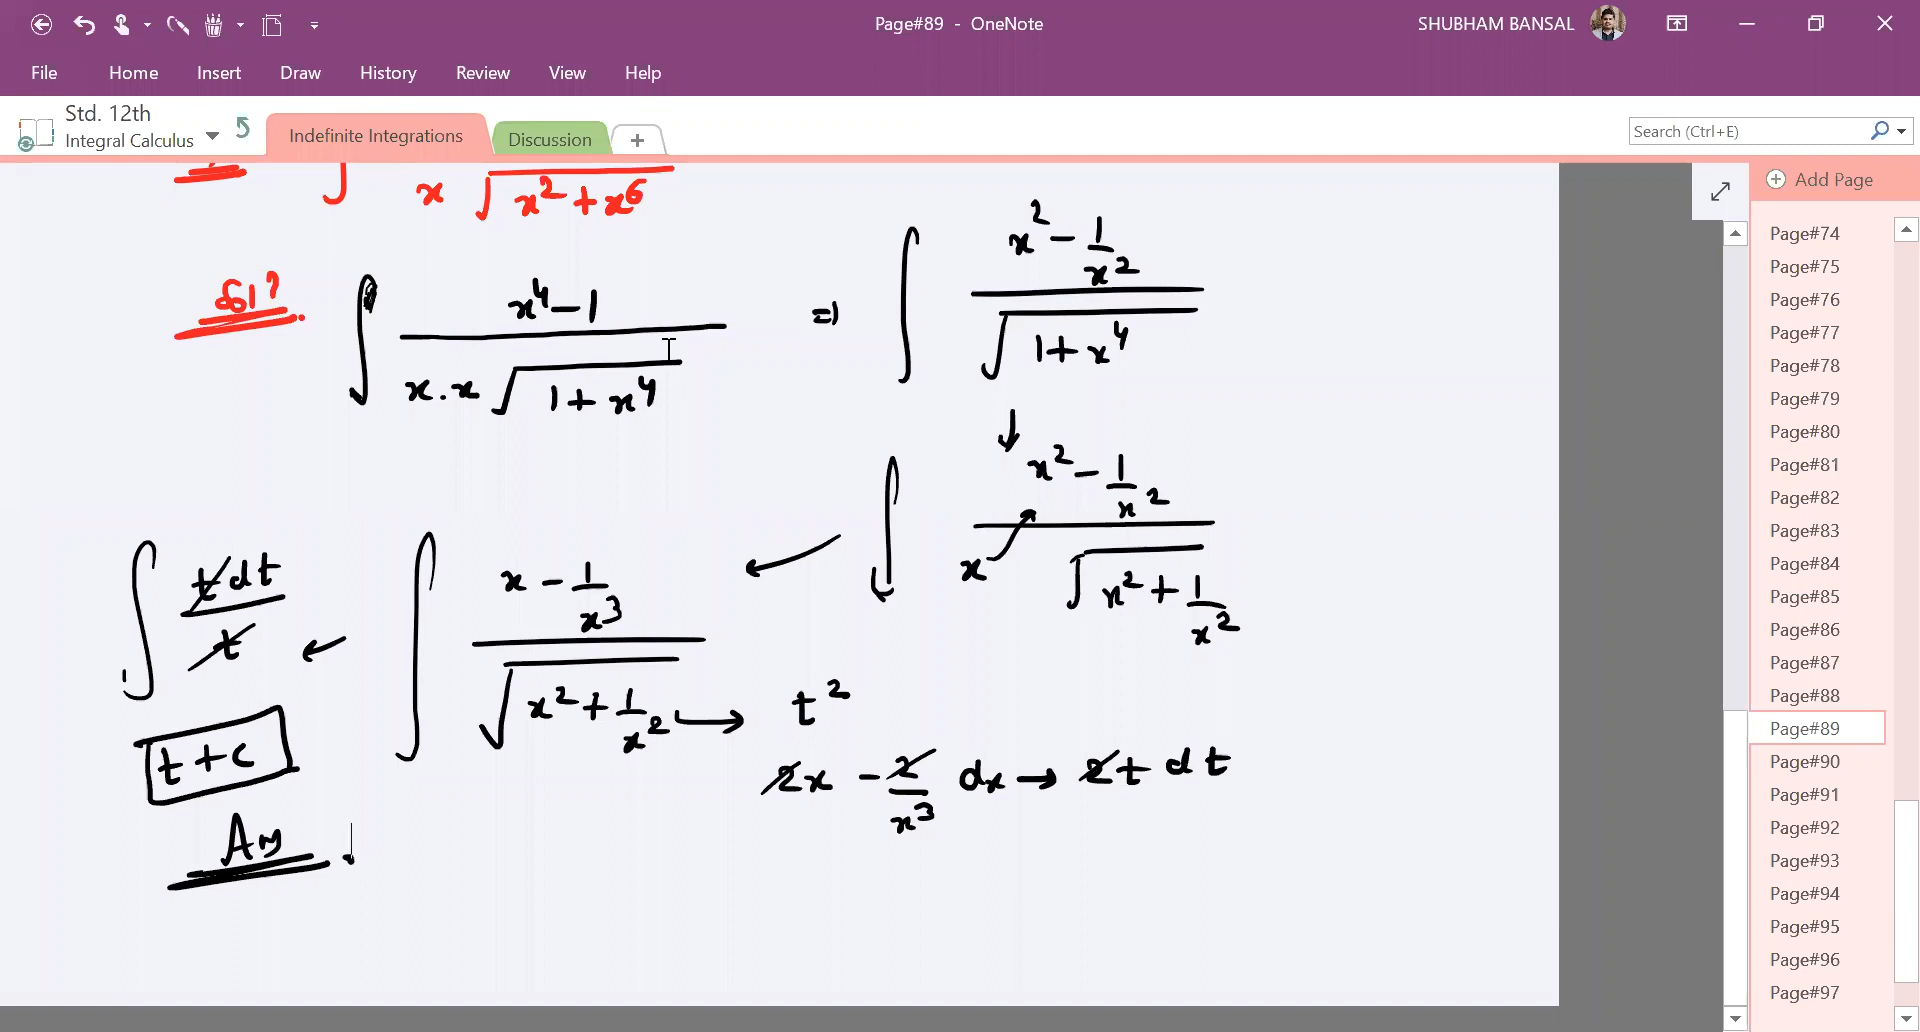 Page#89 - OneNote
SHUBHAM BANSAL
File Home Insert Draw History Review View Help
Std. 12th
Integral Calculus
Indefinite Integrations
Discussion
Search (Ctrl+E)
Add Page
Page#74
Page#75
Page#76
Page#77
Page#78
Page#79
Page#80
Page#81
Page#82
Page#83
Page#84
Page#85
Page#86
Page#87
Page#88
Page#89
Page#90
Page#91
Page#92
Page#93
Page#94
Page#95
Page#96
Page#97
∫ x √(x² + x⁶)
Sol?
∫ (x⁴ − 1) / (x . x √(1 + x⁴)) ⇒ ∫ (x² − 1/x²) / √(1 + x⁴)
↓
∫ (x² − 1/x²) / (x √(x² + 1/x²))
← ∫ (x − 1/x³) / √(x² + 1/x²) → t²
2x − 2/x³ dx → 2t dt
← ∫ t dt / t
t + c
Ans.